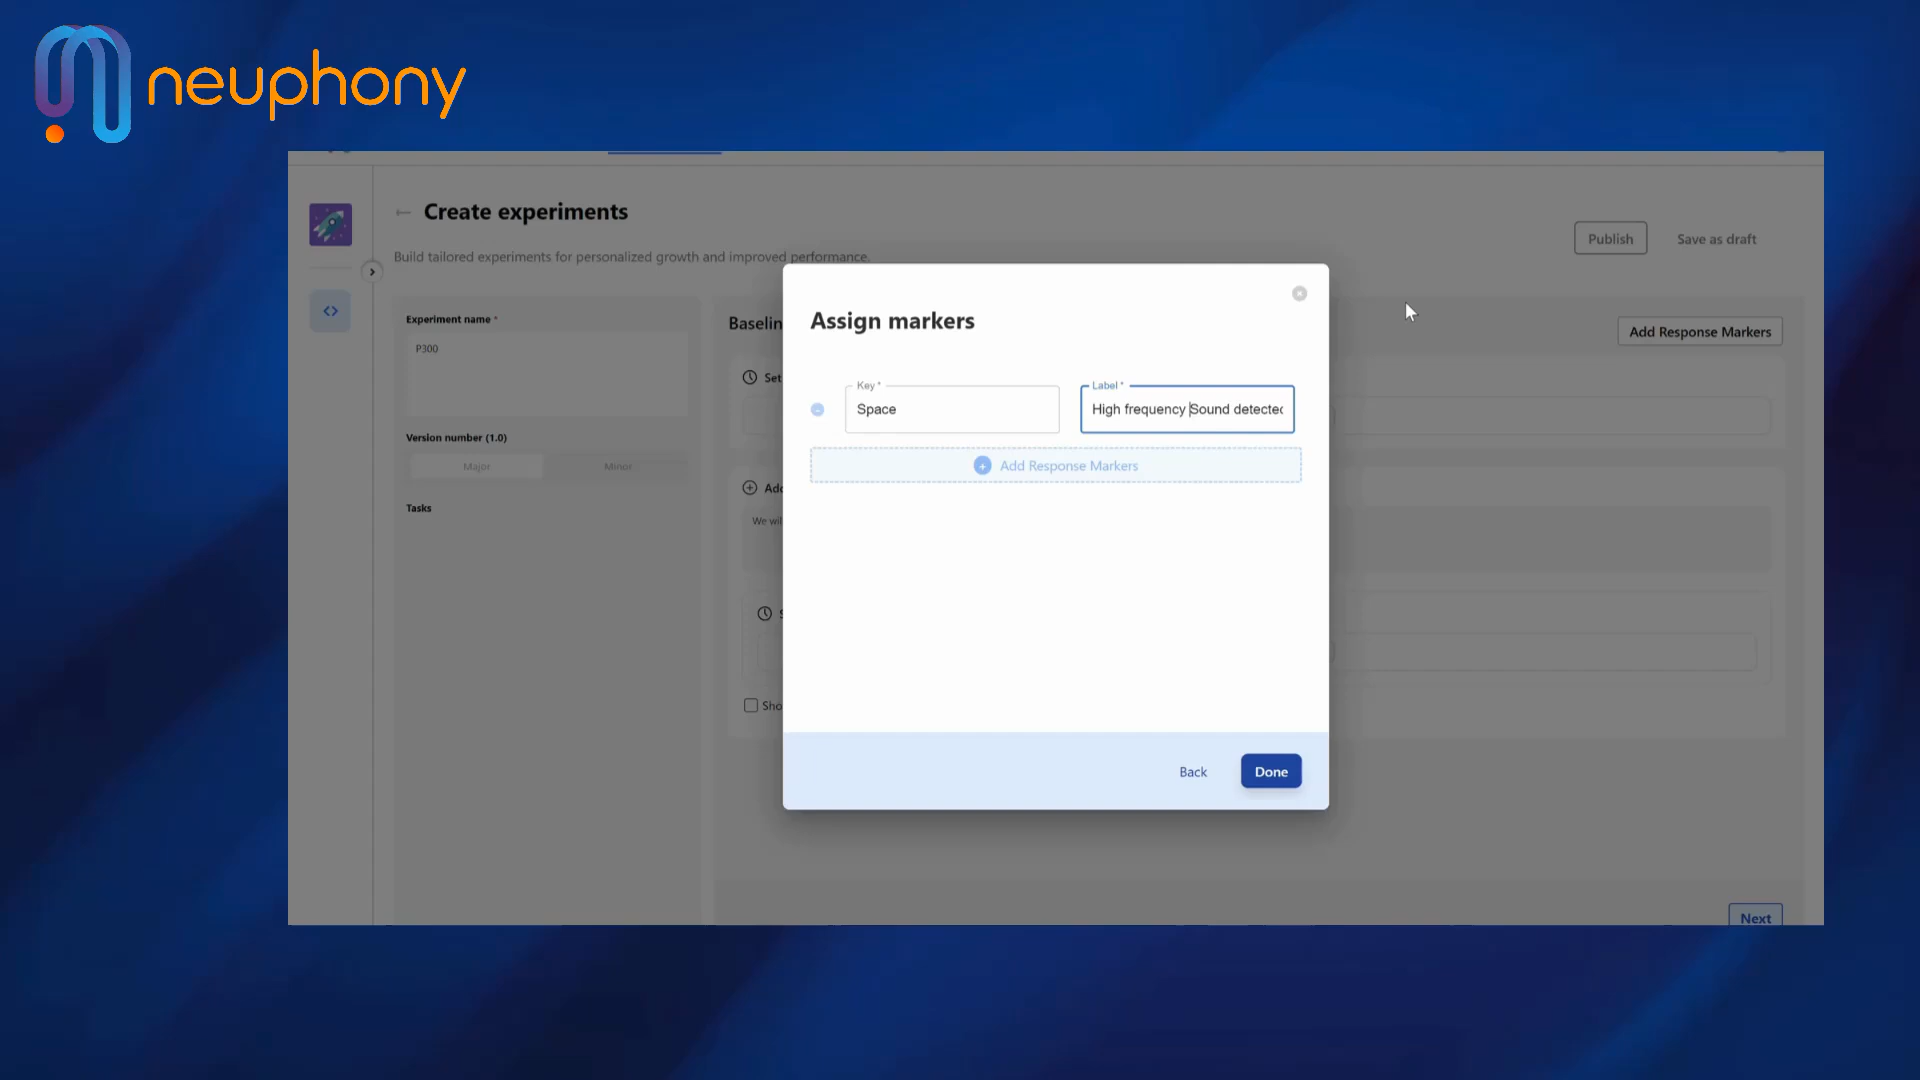 neuphony
Create experiments
Publish
Save as draft
Build tailored experiments for personalized growth and improved performance.
Experiment name *
P300
Version number (1.0)
Major
Minor
Tasks
Baselin
Add Response Markers
Set
Add
We wil
Sho
Assign markers
Key *
Space
Label *
High frequency Sound detected
Add Response Markers
Back
Done
Next